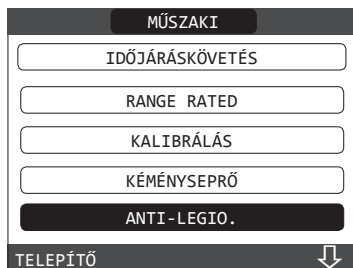 MŰSZAKI
IDŐJÁRÁSKÖVETÉS
RANGE RATED
KALIBRÁLÁS
KÉMÉNYSEPRŐ
ANTI-LEGIO.
TELEPÍTŐ